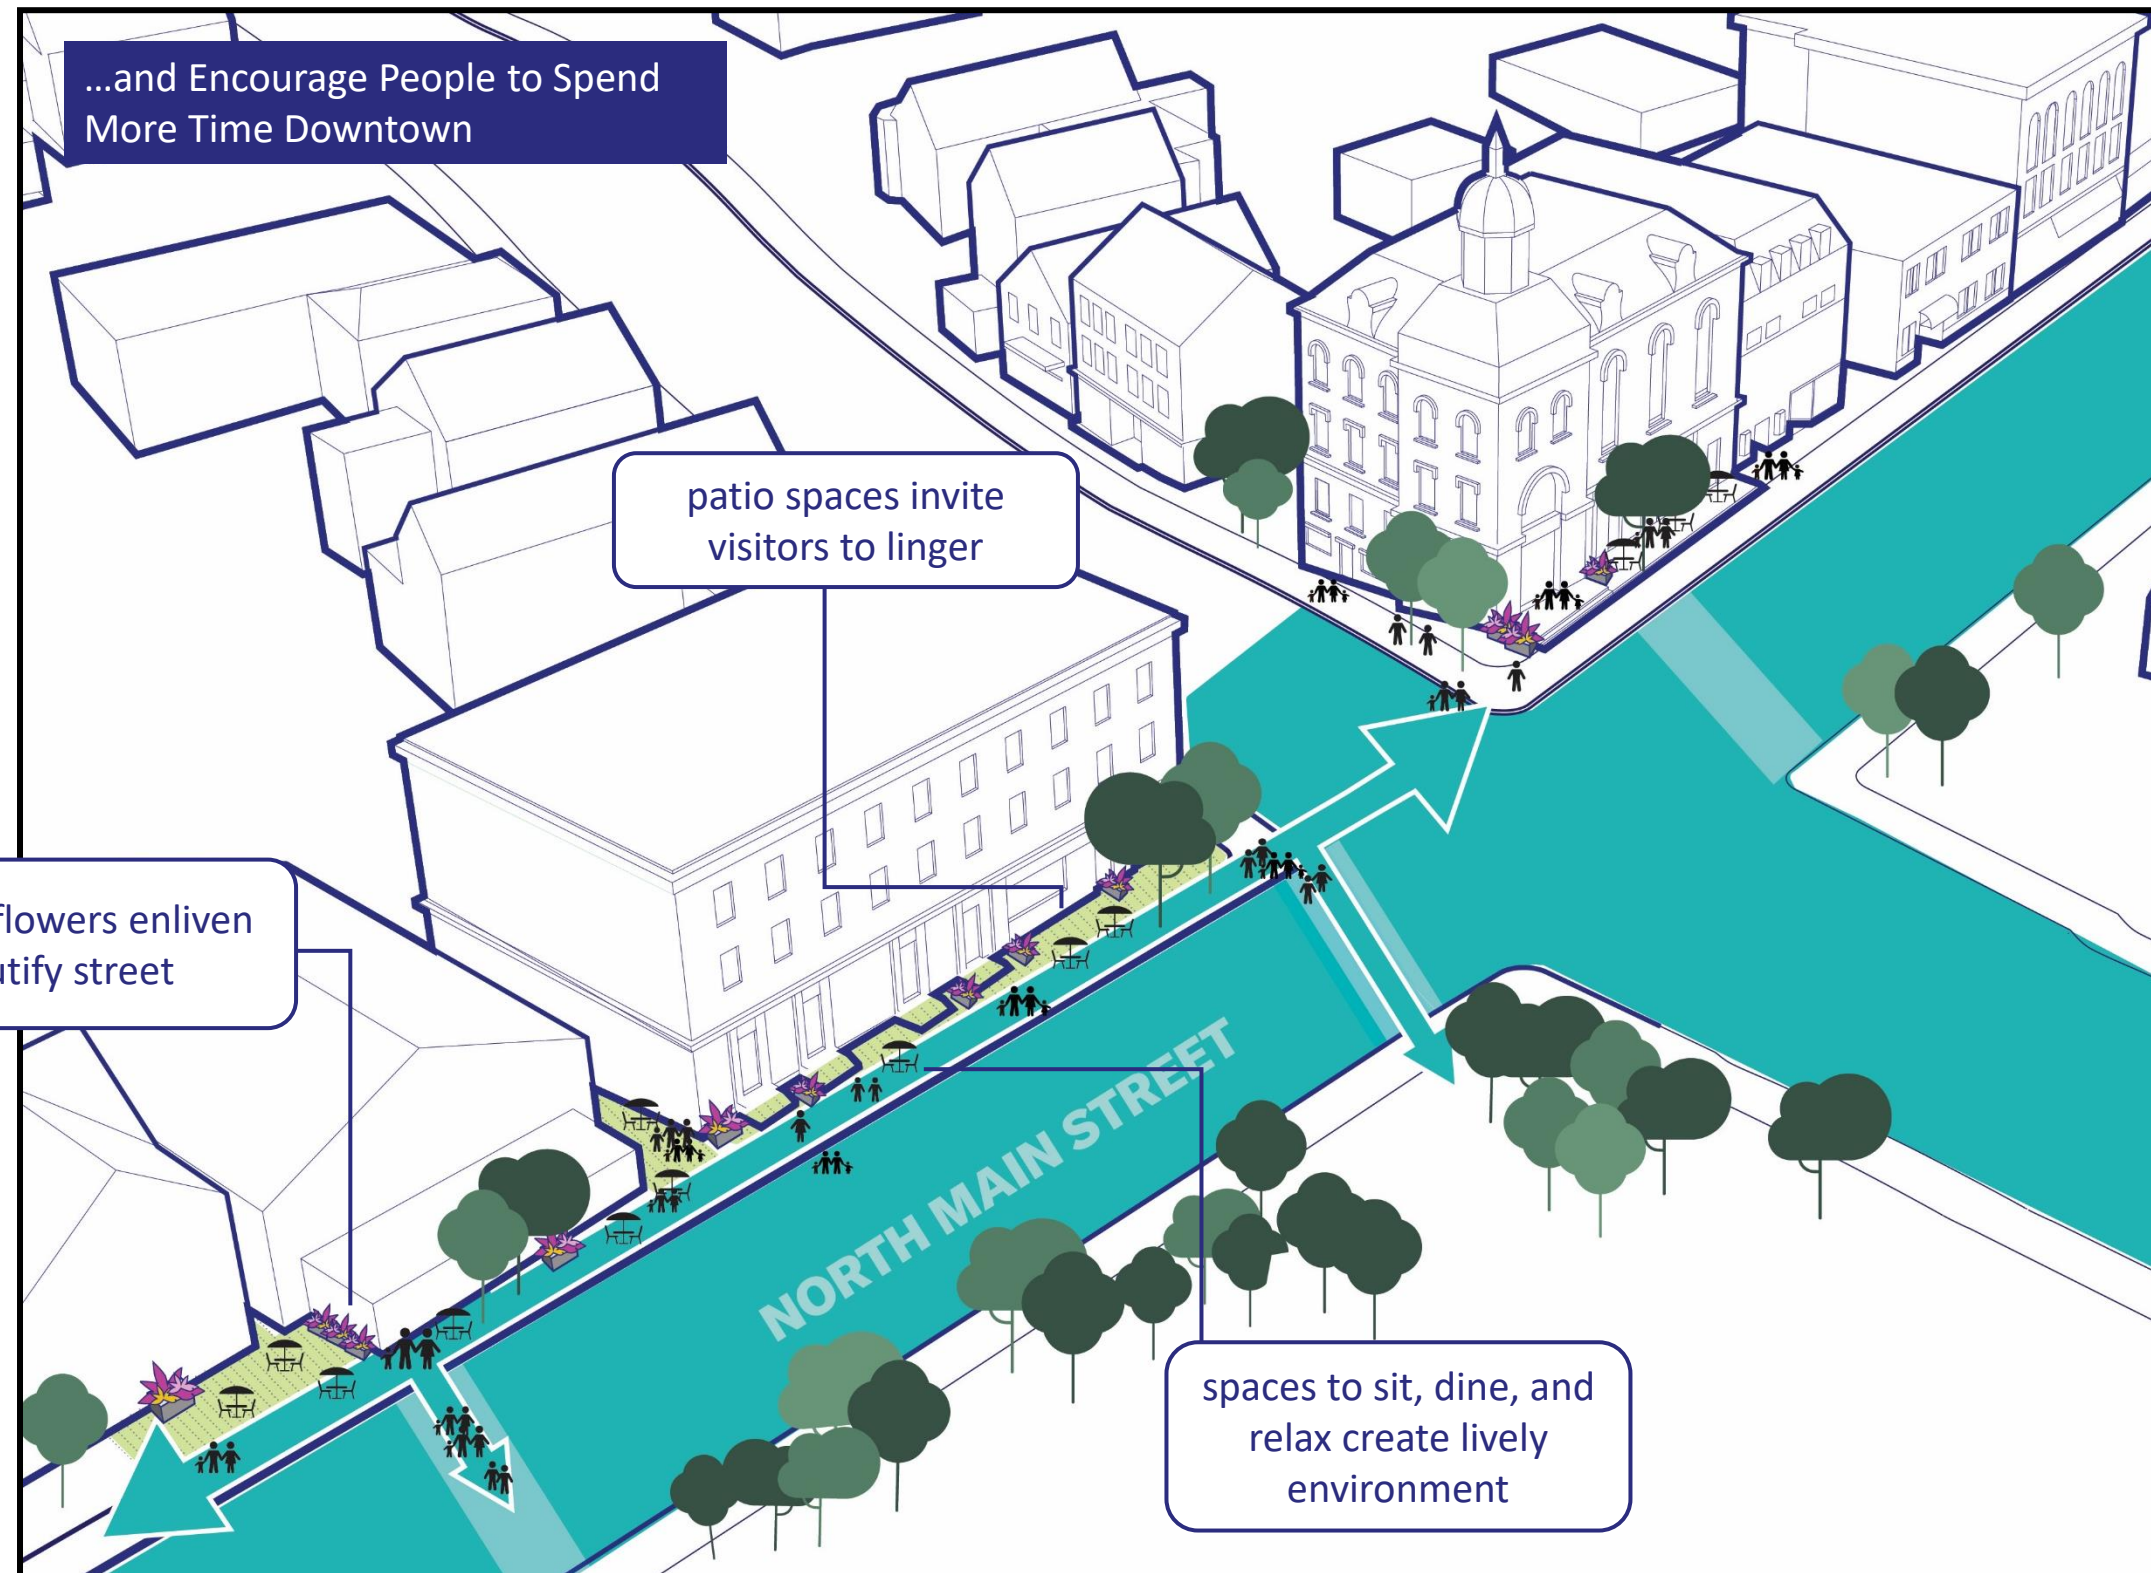 ...and Encourage People to Spend
More Time Downtown
patio spaces invite
visitors to linger
flowers enliven
street
NORTH MAIN STREET
spaces to sit, dine, and
relax create lively
environment